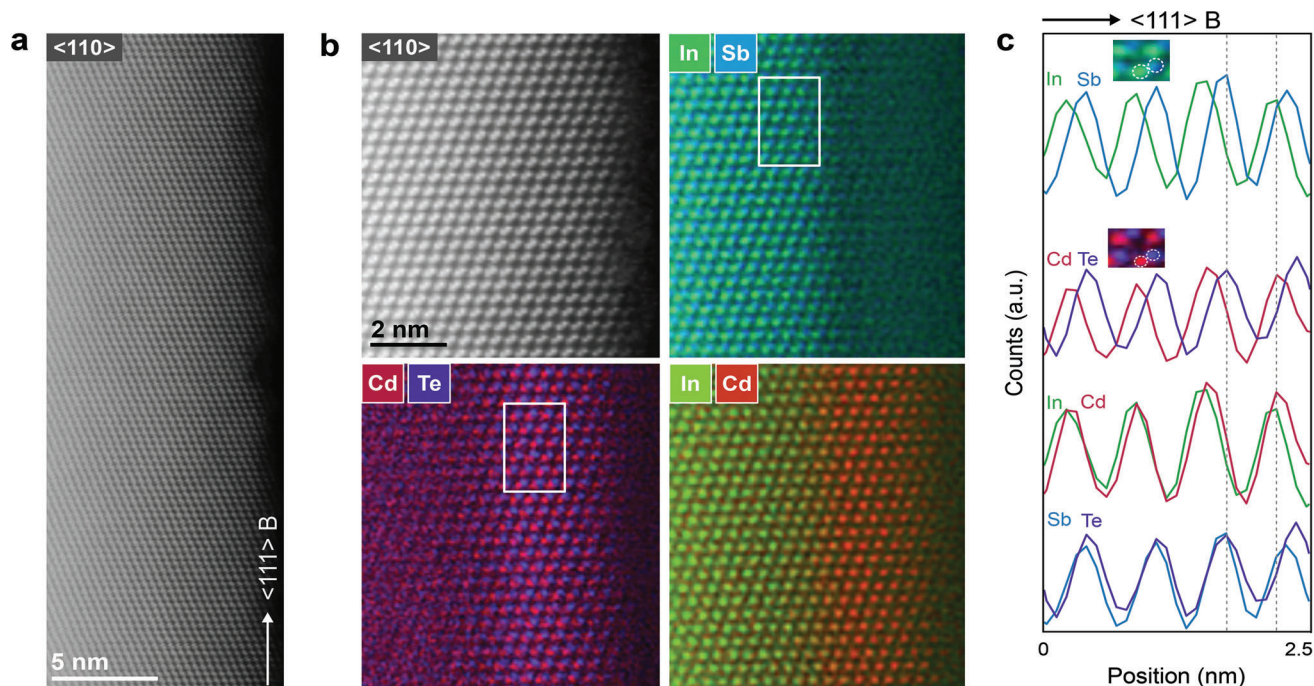 a
<110>
5 nm
<111> B
b
<110>
2 nm
In Sb
Cd Te
In Cd
c
<111> B
In Sb
Cd Te
In Cd
Sb Te
Counts (a.u.)
0 2.5
Position (nm)